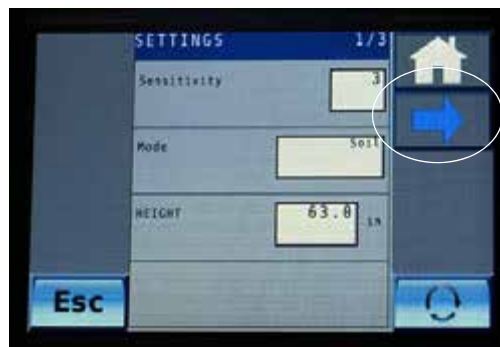 SETTINGS 1/3
Sensitivity 3
Mode Soil
HEIGHT 63.0 in
Esc